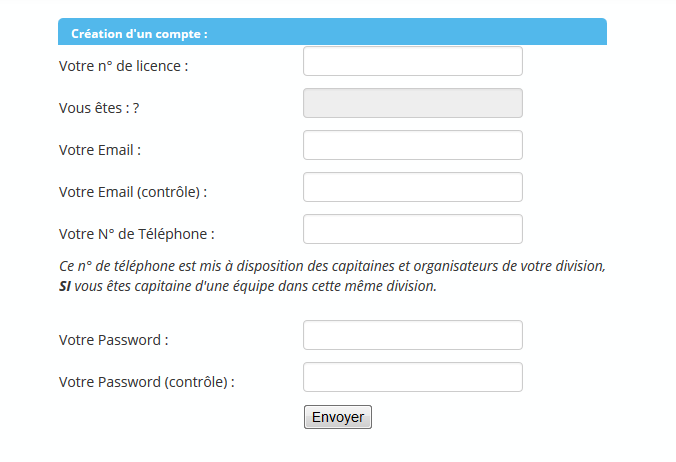 Création d'un compte :
Votre n° de licence :
Vous êtes : ?
Votre Email :
Votre Email (contrôle) :
Votre N° de Téléphone :
Ce n° de téléphone est mis à disposition des capitaines et organisateurs de votre division,
SI vous êtes capitaine d'une équipe dans cette même division.
Votre Password :
Votre Password (contrôle) :
Envoyer